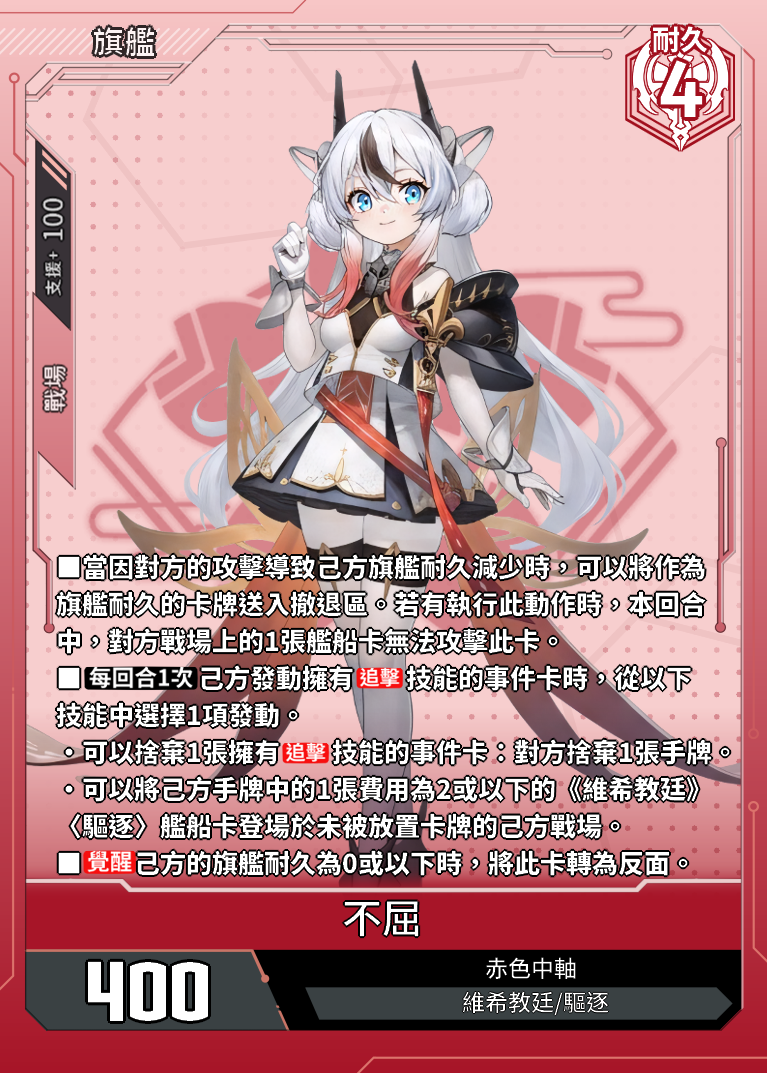 旗艦
耐久
4
支援+ 100
戰場
■當因對方的攻擊導致己方旗艦耐久減少時，可以將作為
旗艦耐久的卡牌送入撤退區。若有執行此動作時，本回合
中，對方戰場上的1張艦船卡無法攻擊此卡。
■每回合1次己方發動擁有追擊技能的事件卡時，從以下
技能中選擇1項發動。
・可以捨棄1張擁有追擊技能的事件卡：對方捨棄1張手牌。
・可以將己方手牌中的1張費用為2或以下的《維希教廷》
〈驅逐〉艦船卡登場於未被放置卡牌的己方戰場。
■覺醒己方的旗艦耐久為0或以下時，將此卡轉為反面。
不屈
400
赤色中軸
維希教廷/驅逐